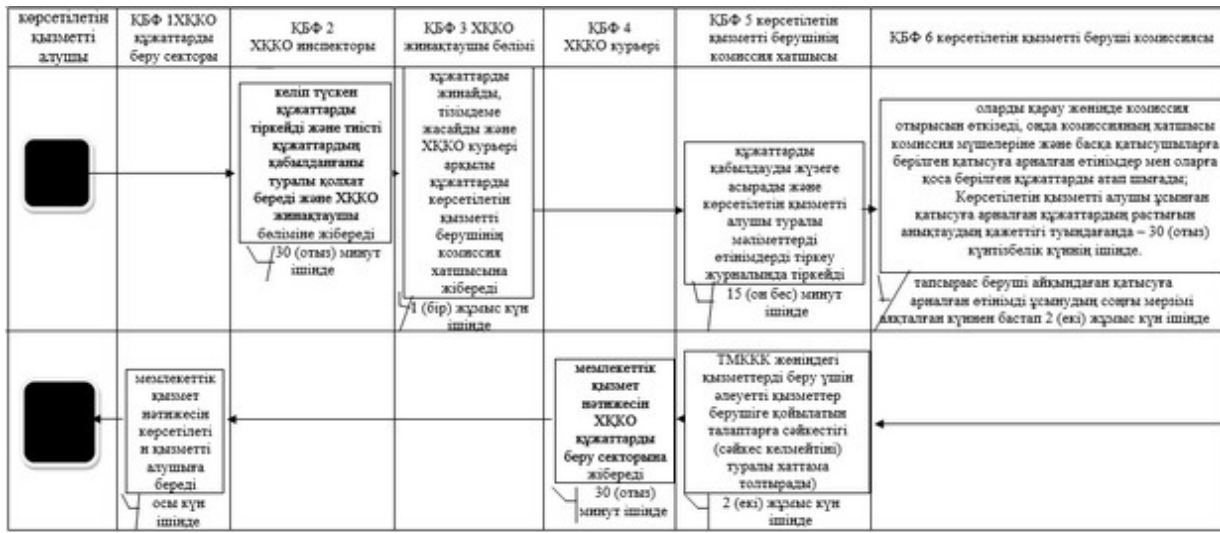 көрсетілетін
қызметті
алушы
ҚБФ 1ХҚКО
құжаттарды
беру секторы
ҚБФ 2
ХҚКО инспекторы
ҚБФ 3 ХҚКО
жинақтаушы бөлімі
ҚБФ 4
ХҚКО курьері
ҚБФ 5 көрсетілетін
қызметті берушінің
комиссия хатшысы
ҚБФ 6 көрсетілетін қызметті беруші комиссиясы
келіп түскен
құжаттарды
тіркейді және тиісті
құжаттардың
қабылданғаны
туралы қолхат
береді және ХҚКО
жинақтаушы
бөліміне жібереді
30 (отыз) минут
ішінде
құжаттарды
жинайды,
тізімдеме
жасайды және
ХҚКО курьері
арқылы
құжаттарды
көрсетілетін
қызметті
берушінің
комиссия
хатшысына
жібереді
1 (бір) жұмыс күн
ішінде
құжаттарды
қабылдауды жүзеге
асырады және
көрсетілетін қызметті
алушы туралы
мәліметтерді
өтінімдерді тіркеу
журналында тіркейді
15 (он бес) минут
ішінде
оларды қарау жөнінде комиссия
отырысын өткізеді, онда комиссияның хатшысы
комиссия мүшелеріне және басқа қатысушыларға
берілген қатысуға арналған өтінімдер мен оларға
қоса берілген құжаттарды атап шығады;
Көрсетілетін қызметті алушы ұсынған
қатысуға арналған құжаттардың растығын
анықтаудың қажеттігі туындағанда – 30 (отыз)
күнтізбелік күннің ішінде.
тапсырыс беруші айқындаған қатысуға
арналған өтінімді ұсынудың соңғы мерзімі
аяқталған күннен бастап 2 (екі) жұмыс күн ішінде
мемлекеттік
қызмет
нәтижесін
көрсетілеті
н қызметті
алушыға
береді
осы күн
ішінде
мемлекеттік
қызмет
нәтижесін
ХҚКО
құжаттарды
беру секторына
жібереді
30 (отыз)
минут ішінде
ТМККК жөніндегі
қызметтерді беру үшін
әлеуетті қызметтер
берушіге қойылатын
талаптарға сәйкестігі
(сәйкес келмейтіні)
туралы хаттама
толтырады)
2 (екі) жұмыс күн
ішінде